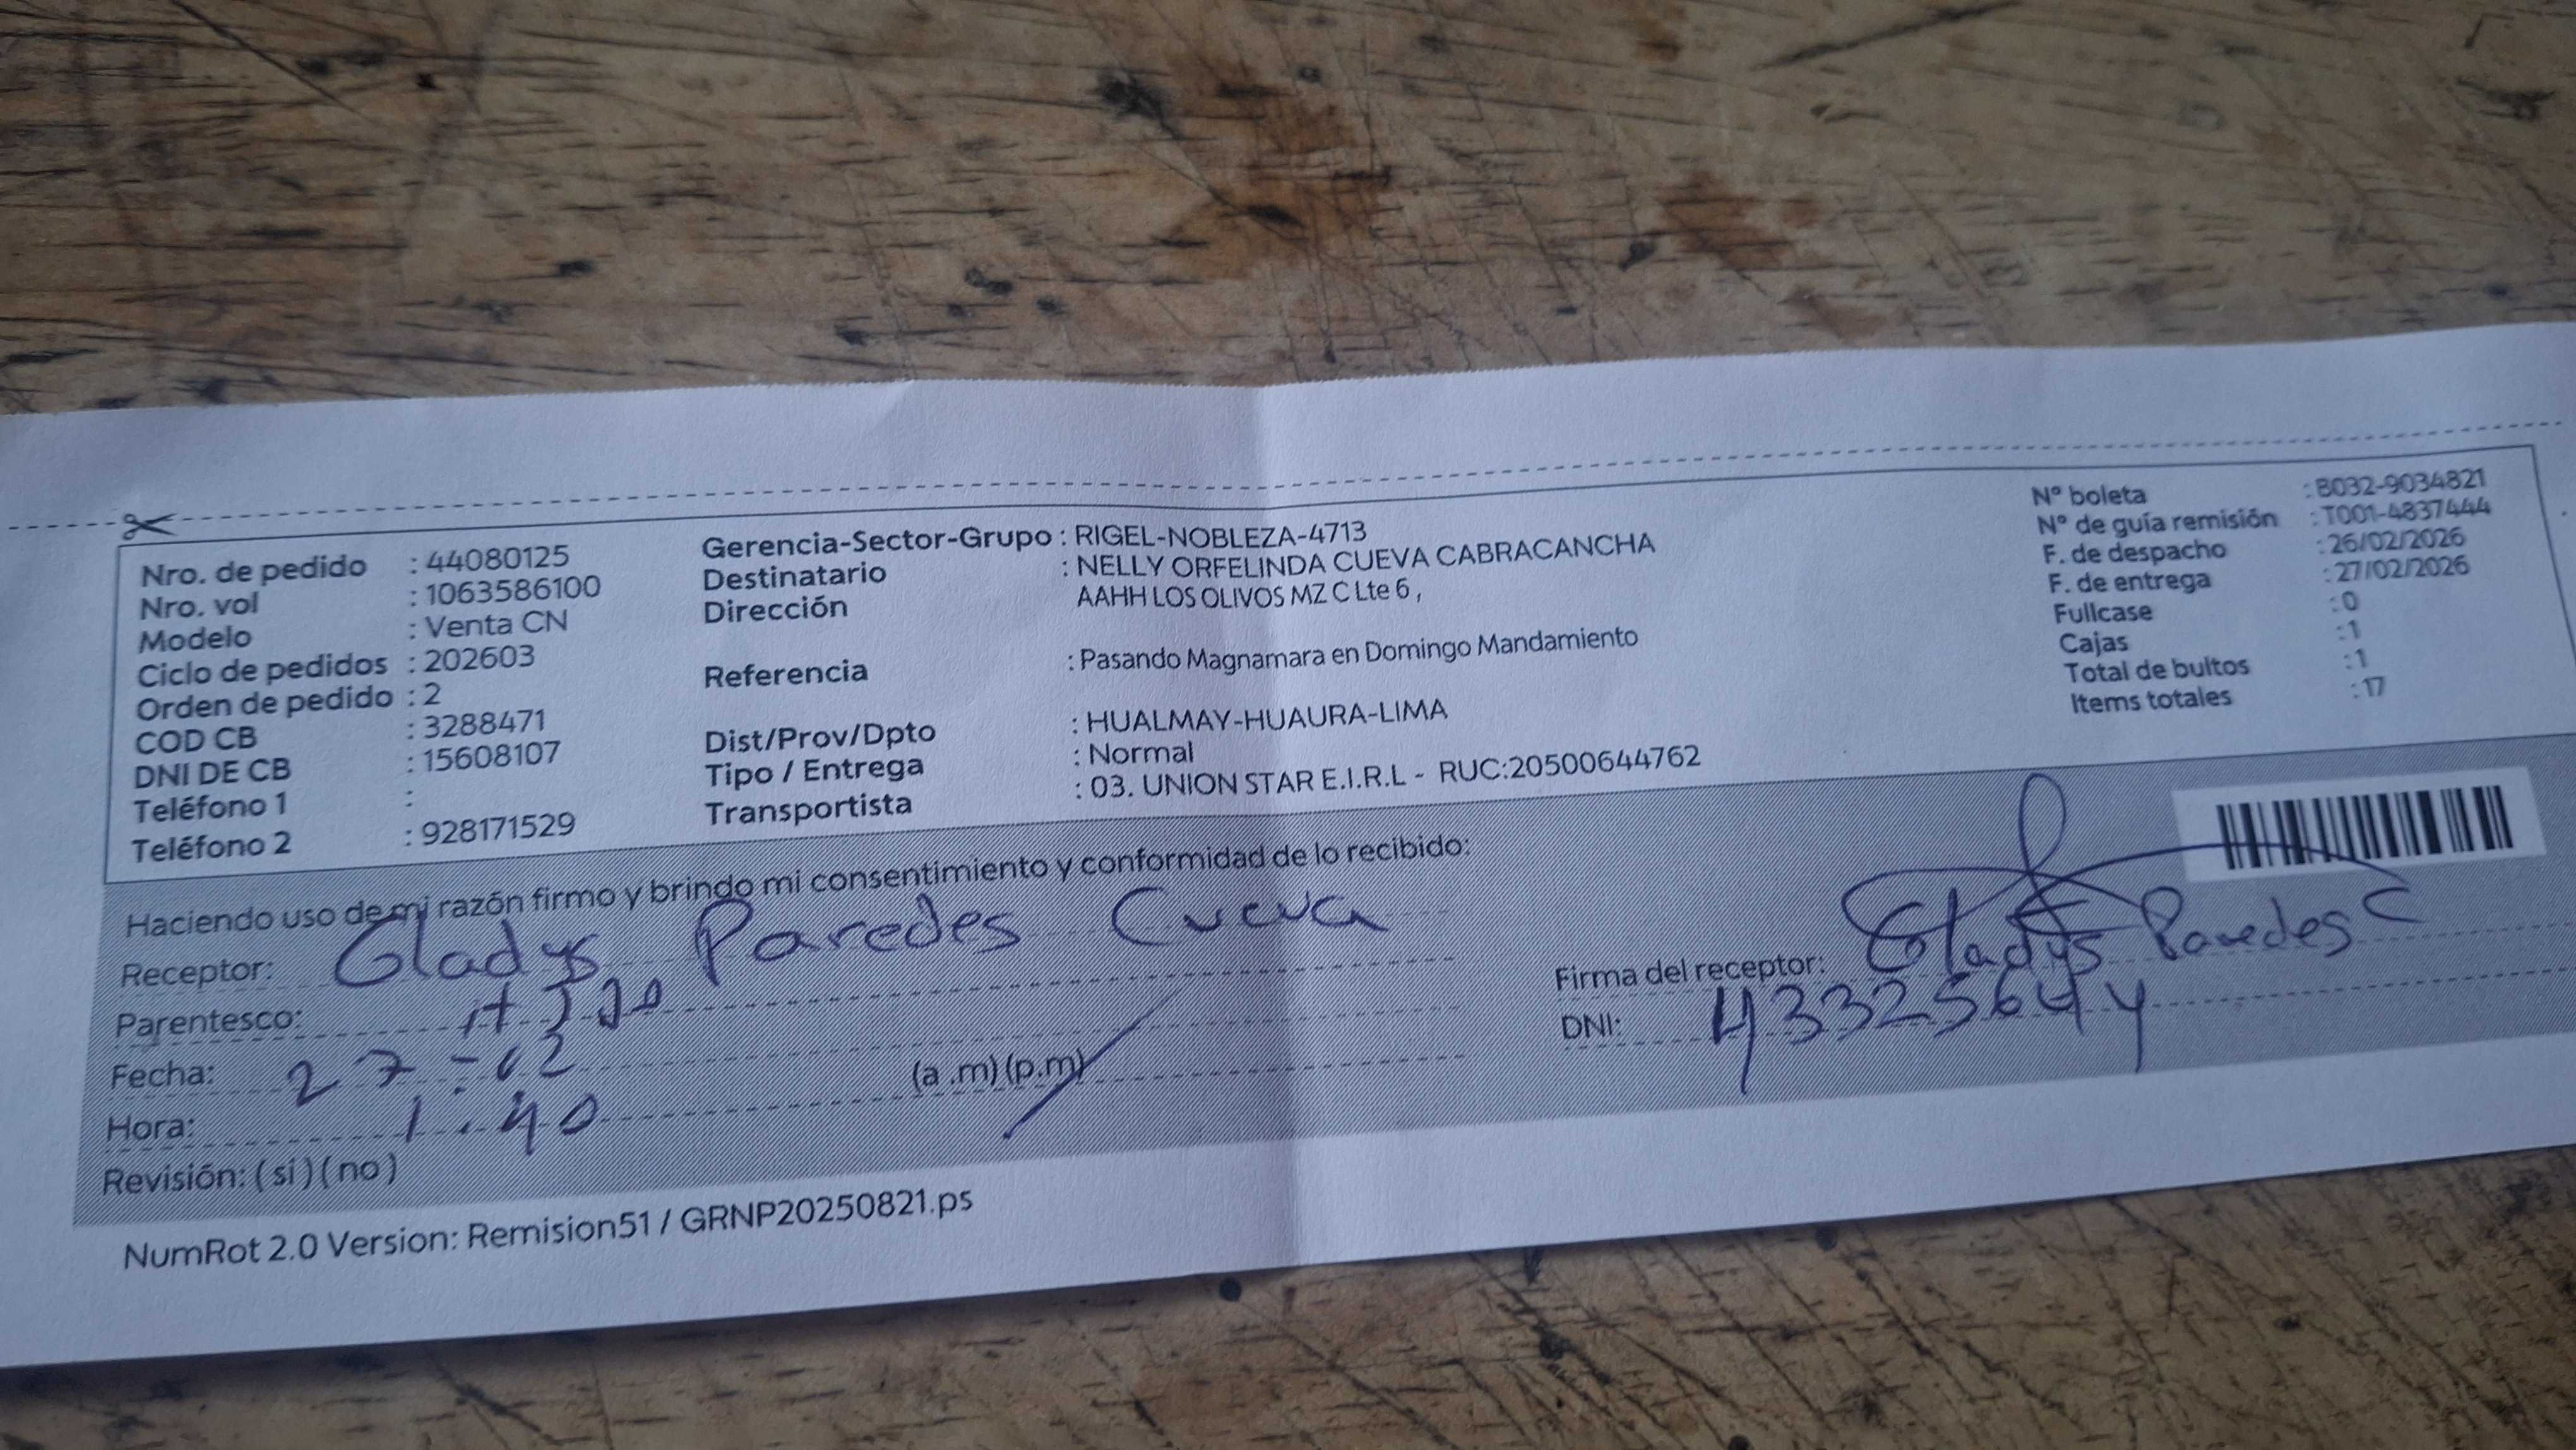 Nro. de pedido : 44080125
Nro. vol : 1063586100
Modelo : Venta CN
Ciclo de pedidos : 202603
Orden de pedido : 2
COD CB : 3288471
DNI DE CB : 15608107
Teléfono 1 :
Teléfono 2 : 928171529
Gerencia-Sector-Grupo : RIGEL-NOBLEZA-4713
Destinatario : NELLY ORFELINDA CUEVA CABRACANCHA
Dirección AAHH LOS OLIVOS MZ C Lte 6 ,
Referencia : Pasando Magnamara en Domingo Mandamiento
Dist/Prov/Dpto : HUALMAY-HUAURA-LIMA
Tipo / Entrega : Normal
Transportista : 03. UNION STAR E.I.R.L - RUC:20500644762
N° boleta : B032-9034821
N° de guía remisión : T001-4837444
F. de despacho : 26/02/2026
F. de entrega : 27/02/2026
Fullcase : 0
Cajas : 1
Total de bultos : 1
Items totales : 17
Haciendo uso de mi razón firmo y brindo mi consentimiento y conformidad de lo recibido:
Receptor: Gladys Paredes Cueva
Parentesco:
Fecha: 27-02
Hora: 1.40 (a .m) (p.m)
Revisión: ( si ) ( no )
Firma del receptor: Gladys Paredes C
DNI: 43325644
NumRot 2.0 Version: Remision51 / GRNP20250821.ps